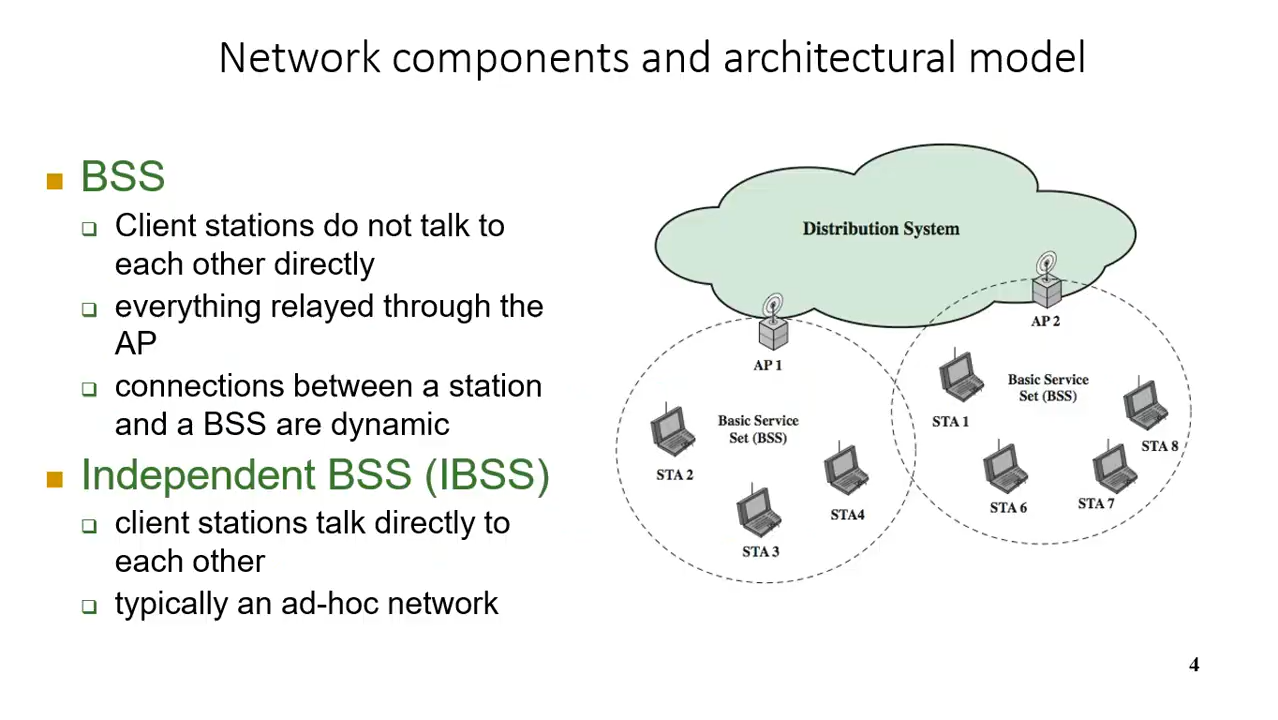 Network components and architectural model
BSS
Client stations do not talk to
each other directly
everything relayed through the
AP
connections between a station
and a BSS are dynamic
Independent BSS (IBSS)
client stations talk directly to
each other
typically an ad-hoc network
Distribution System
AP 2
AP 1
Basic Service
Set (BSS)
STA 2
STA 3
STA4
Basic Service
Set (BSS)
STA 1
STA 8
STA 6
STA 7
4